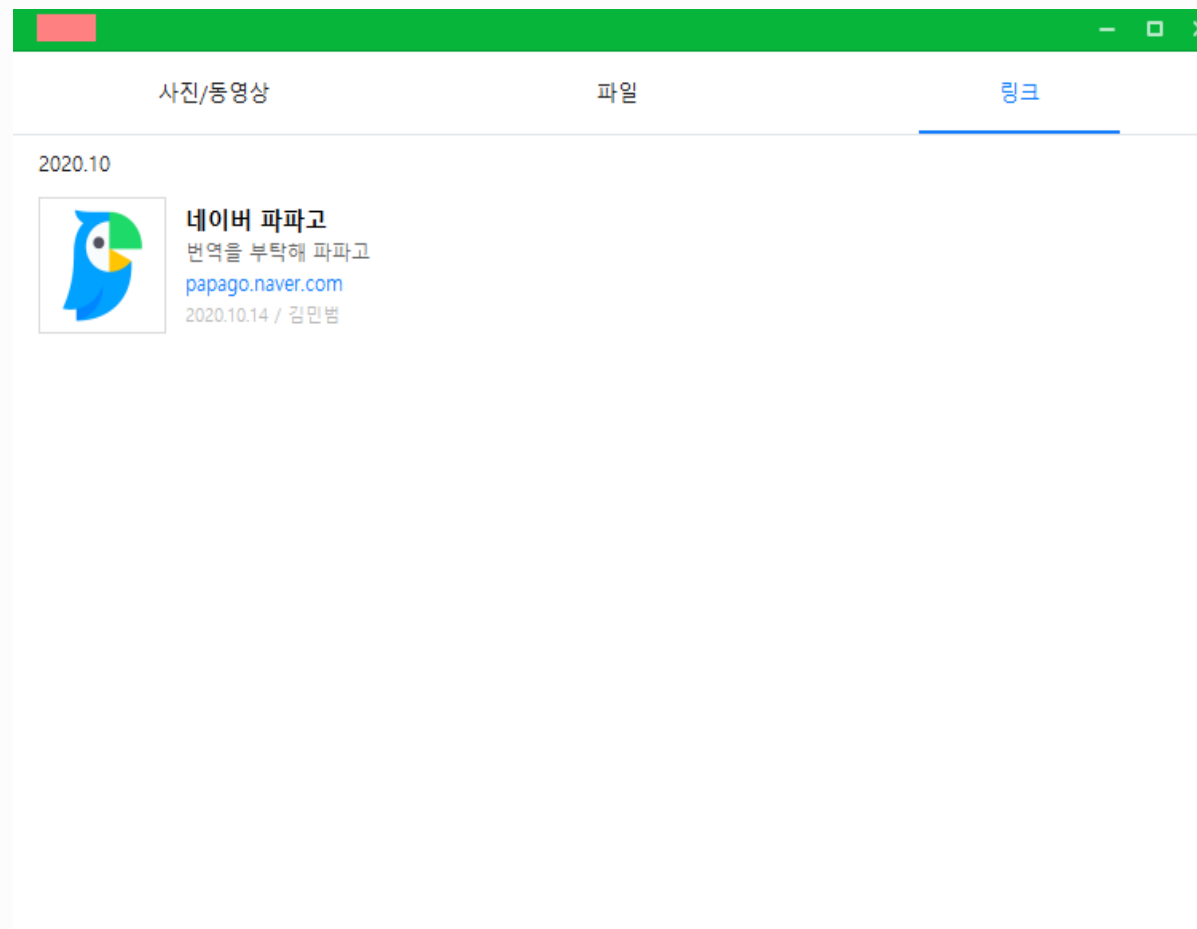 사진/동영상
파일
링크
2020.10
네이버 파파고
번역을 부탁해 파파고
papago.naver.com
2020.10.14 / 김민범